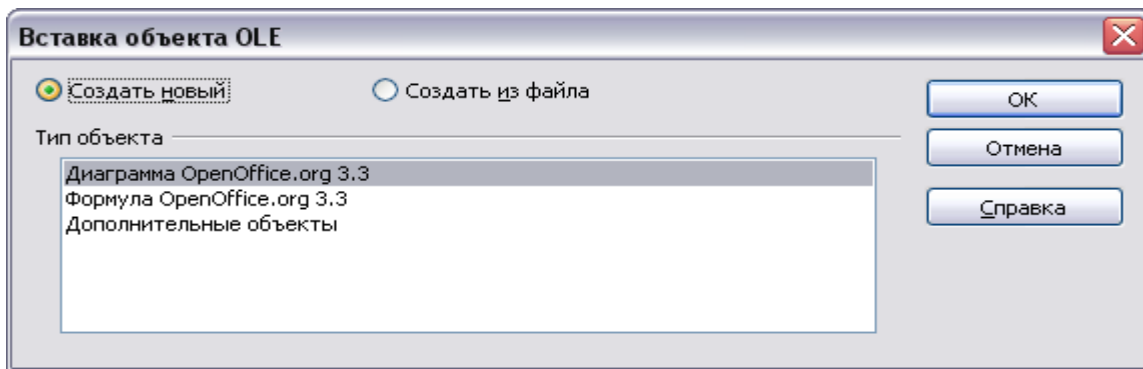 Вставка объекта OLE
Создать новый
Создать из файла
ОК
Тип объекта
Отмена
Диаграмма OpenOffice.org 3.3
Формула OpenOffice.org 3.3
Дополнительные объекты
Справка